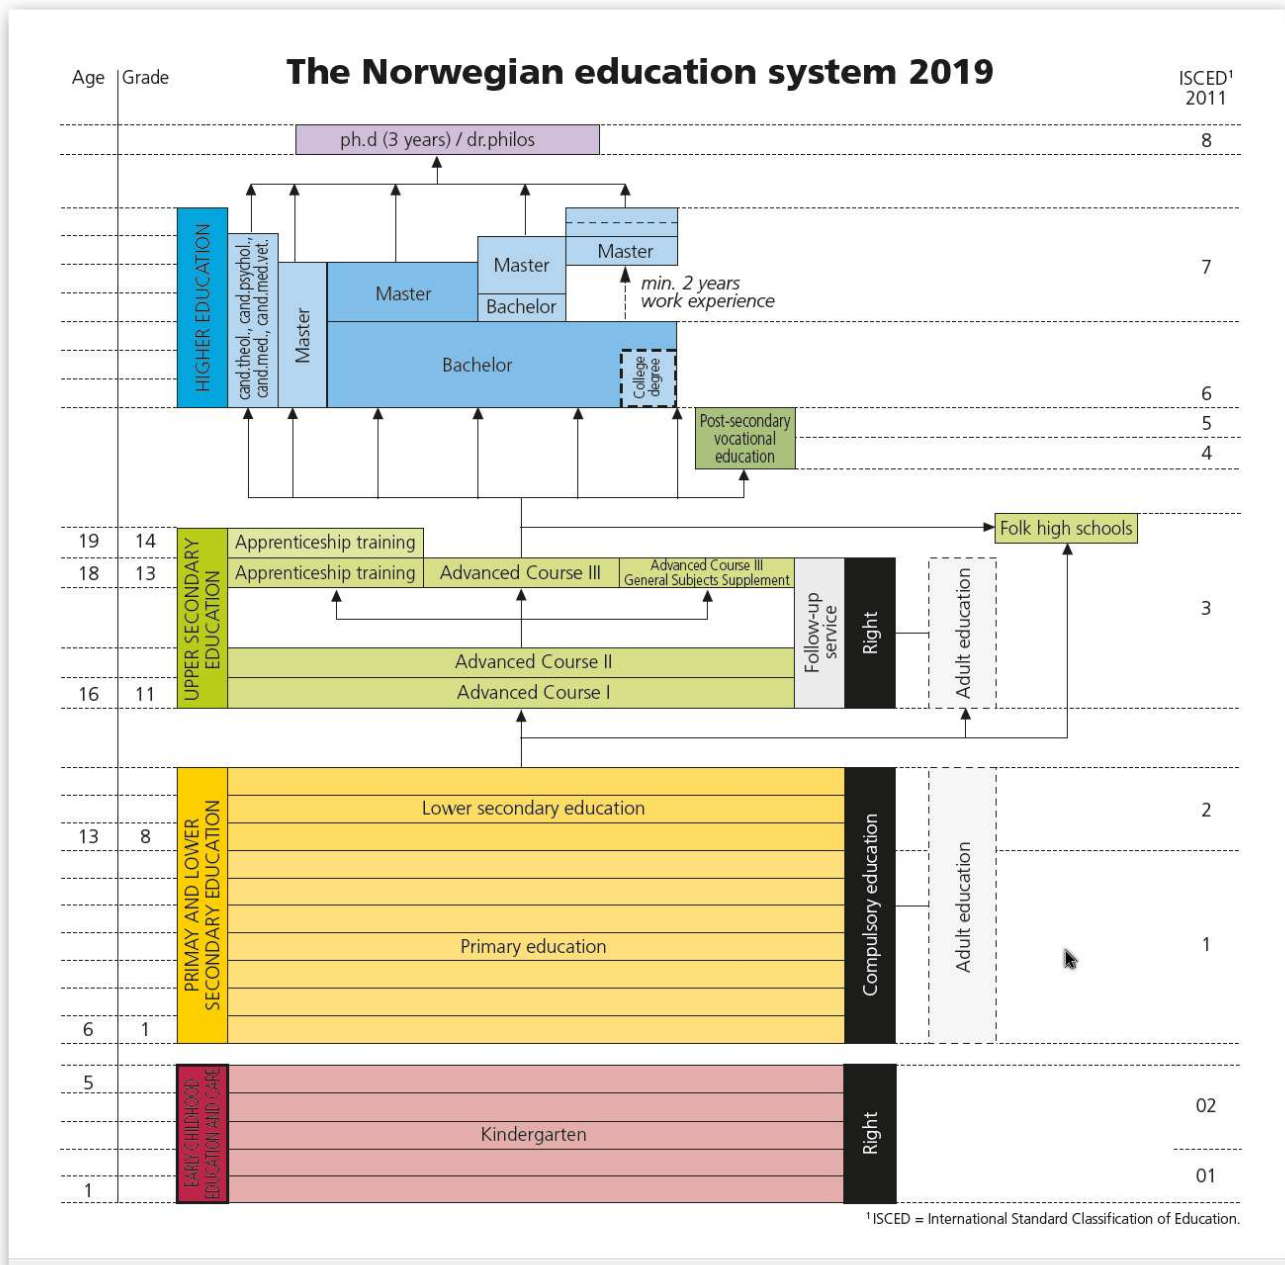 The Norwegian education system 2019
Age
Grade
ISCED¹
2011
ph.d (3 years) / dr.philos
8
HIGHER EDUCATION
cand.theol., cand.psychol.,
cand.med., cand.med.vet.
Master
Master
Master
Bachelor
Master
min. 2 years
work experience
7
Bachelor
College
degree
6
Post-secondary
vocational
education
5
4
Folk high schools
19
14
UPPER SECONDARY
EDUCATION
Apprenticeship training
18
13
Apprenticeship training
Advanced Course III
Advanced Course III
General Subjects Supplement
Follow-up
service
Right
Adult education
3
Advanced Course II
16
11
Advanced Course I
PRIMAY AND LOWER
SECONDARY EDUCATION
Lower secondary education
2
13
8
Compulsory education
Adult education
Primary education
1
6
1
EARLY CHILDHOOD
EDUCATION AND CARE
5
02
Kindergarten
Right
01
1
¹ ISCED = International Standard Classification of Education.